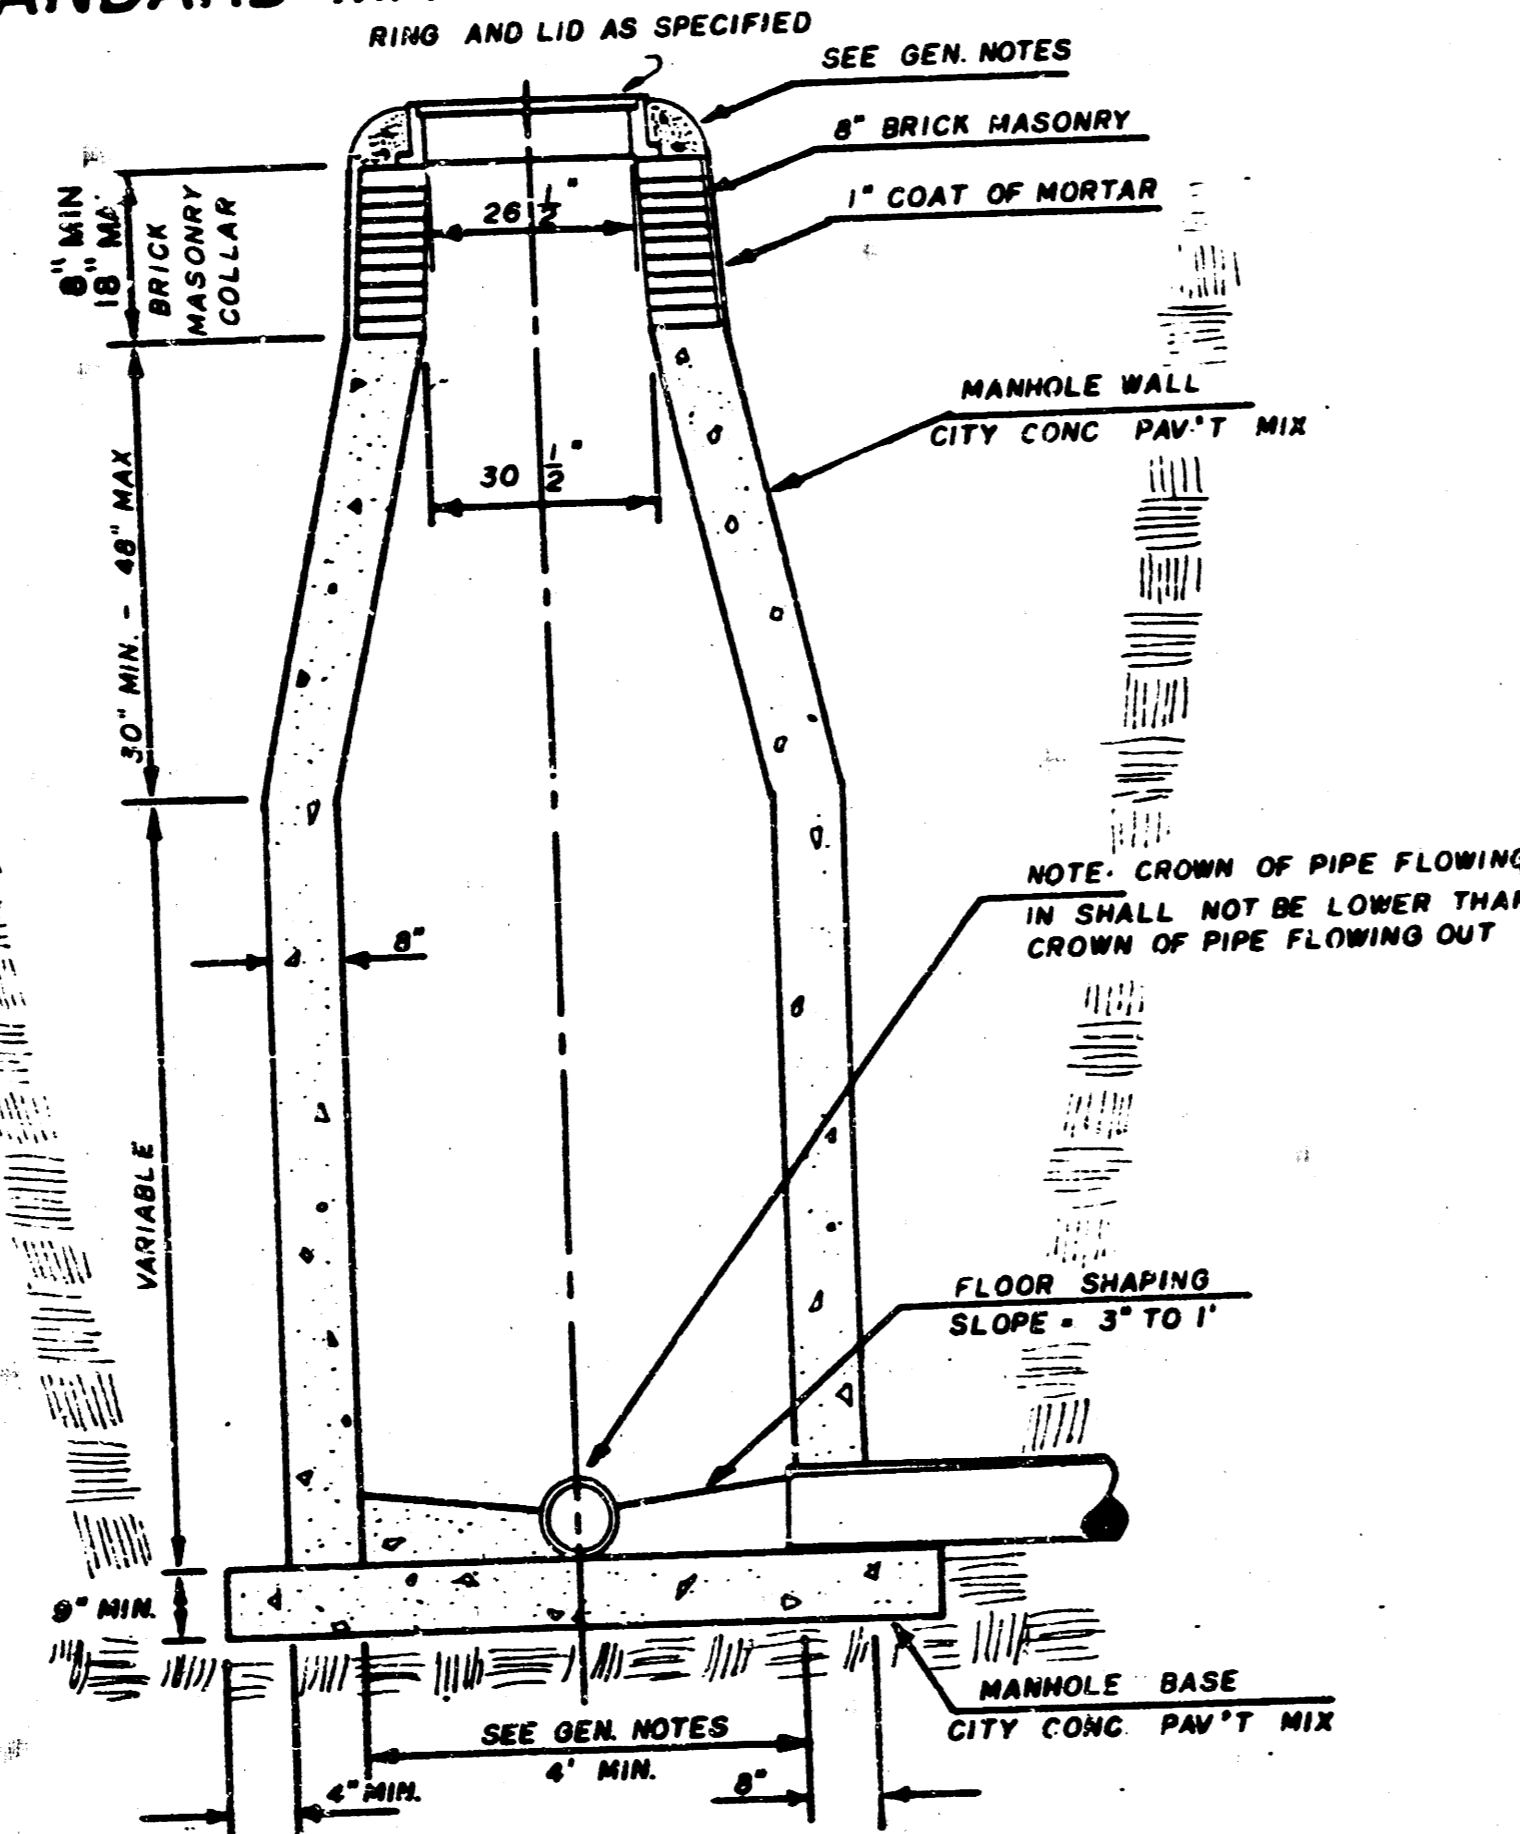 RING AND LID AS SPECIFIED
SEE GEN. NOTES
8" BRICK MASONRY
1" COAT OF MORTAR
8" MIN
18"
BRICK
MASONRY
COLLAR
26 1/2"
30 1/2"
MANHOLE WALL
CITY CONC PAV'T MIX
30" MIN. - 48" MAX
NOTE. CROWN OF PIPE FLOWING
IN SHALL NOT BE LOWER THAN
CROWN OF PIPE FLOWING OUT
8"
VARIABLE
FLOOR SHAPING
SLOPE = 3" TO 1'
9" MIN.
MANHOLE BASE
CITY CONC. PAV'T MIX
SEE GEN. NOTES
4' MIN.
4" MIN.
8"